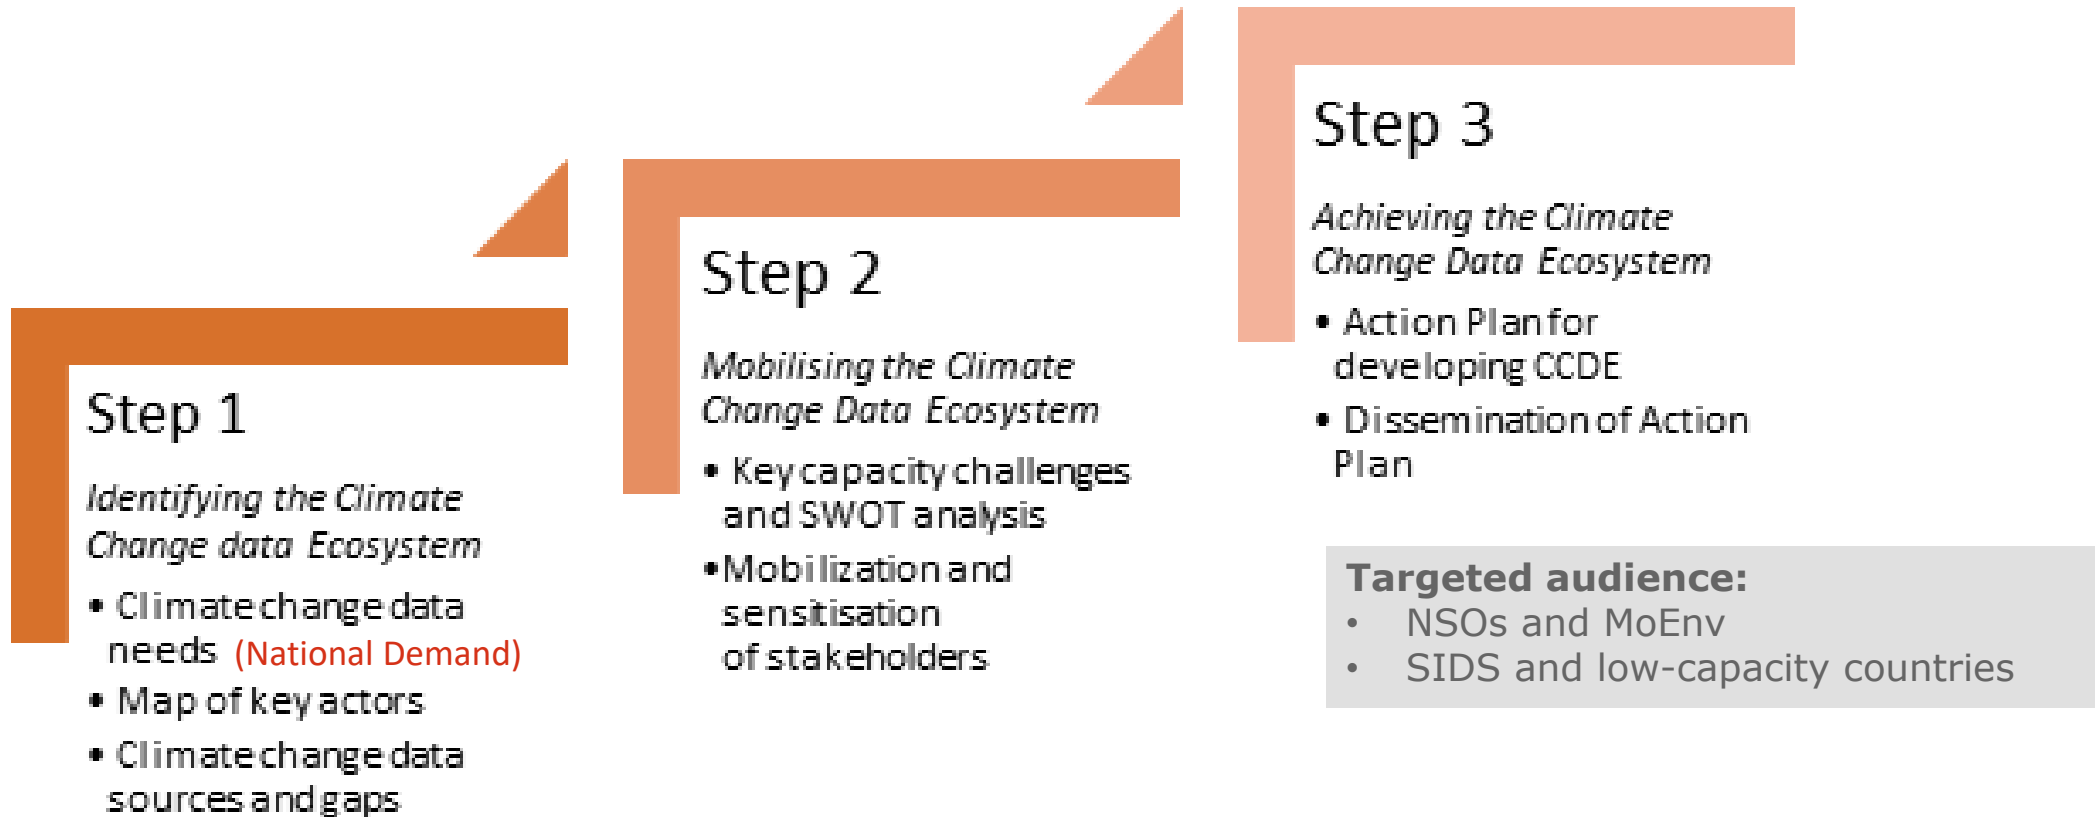 Step 1
Identifying the Climate
Change data Ecosystem
• Climate change data
needs (National Demand)
• Map of key actors
• Climate change data
sources and gaps
Step 2
Mobilising the Climate
Change Data Ecosystem
• Key capacity challenges
and SWOT analysis
•Mobilization and
sensitisation
of stakeholders
Step 3
Achieving the Climate
Change Data Ecosystem
• Action Plan for
developing CCDE
• Dissemination of Action
Plan
Targeted audience:
• NSOs and MoEnv
• SIDS and low-capacity countries